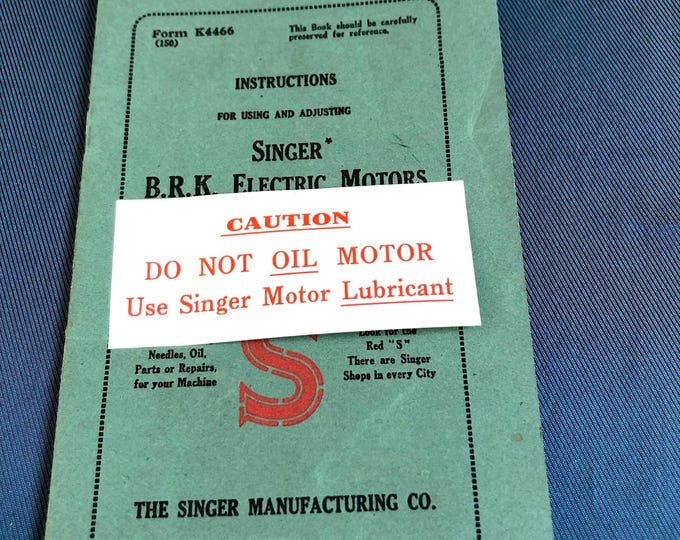 Form K4466
(150)
This Book should be carefully
preserved for reference.
INSTRUCTIONS
FOR USING AND ADJUSTING
SINGER*
B.R.K. ELECTRIC MOTORS
CAUTION
DO NOT OIL MOTOR
Use Singer Motor Lubricant
Needles, Oil,
Parts or Repairs,
for your Machine
S
Look for the
Red "S"
There are Singer
Shops in every City
THE SINGER MANUFACTURING CO.